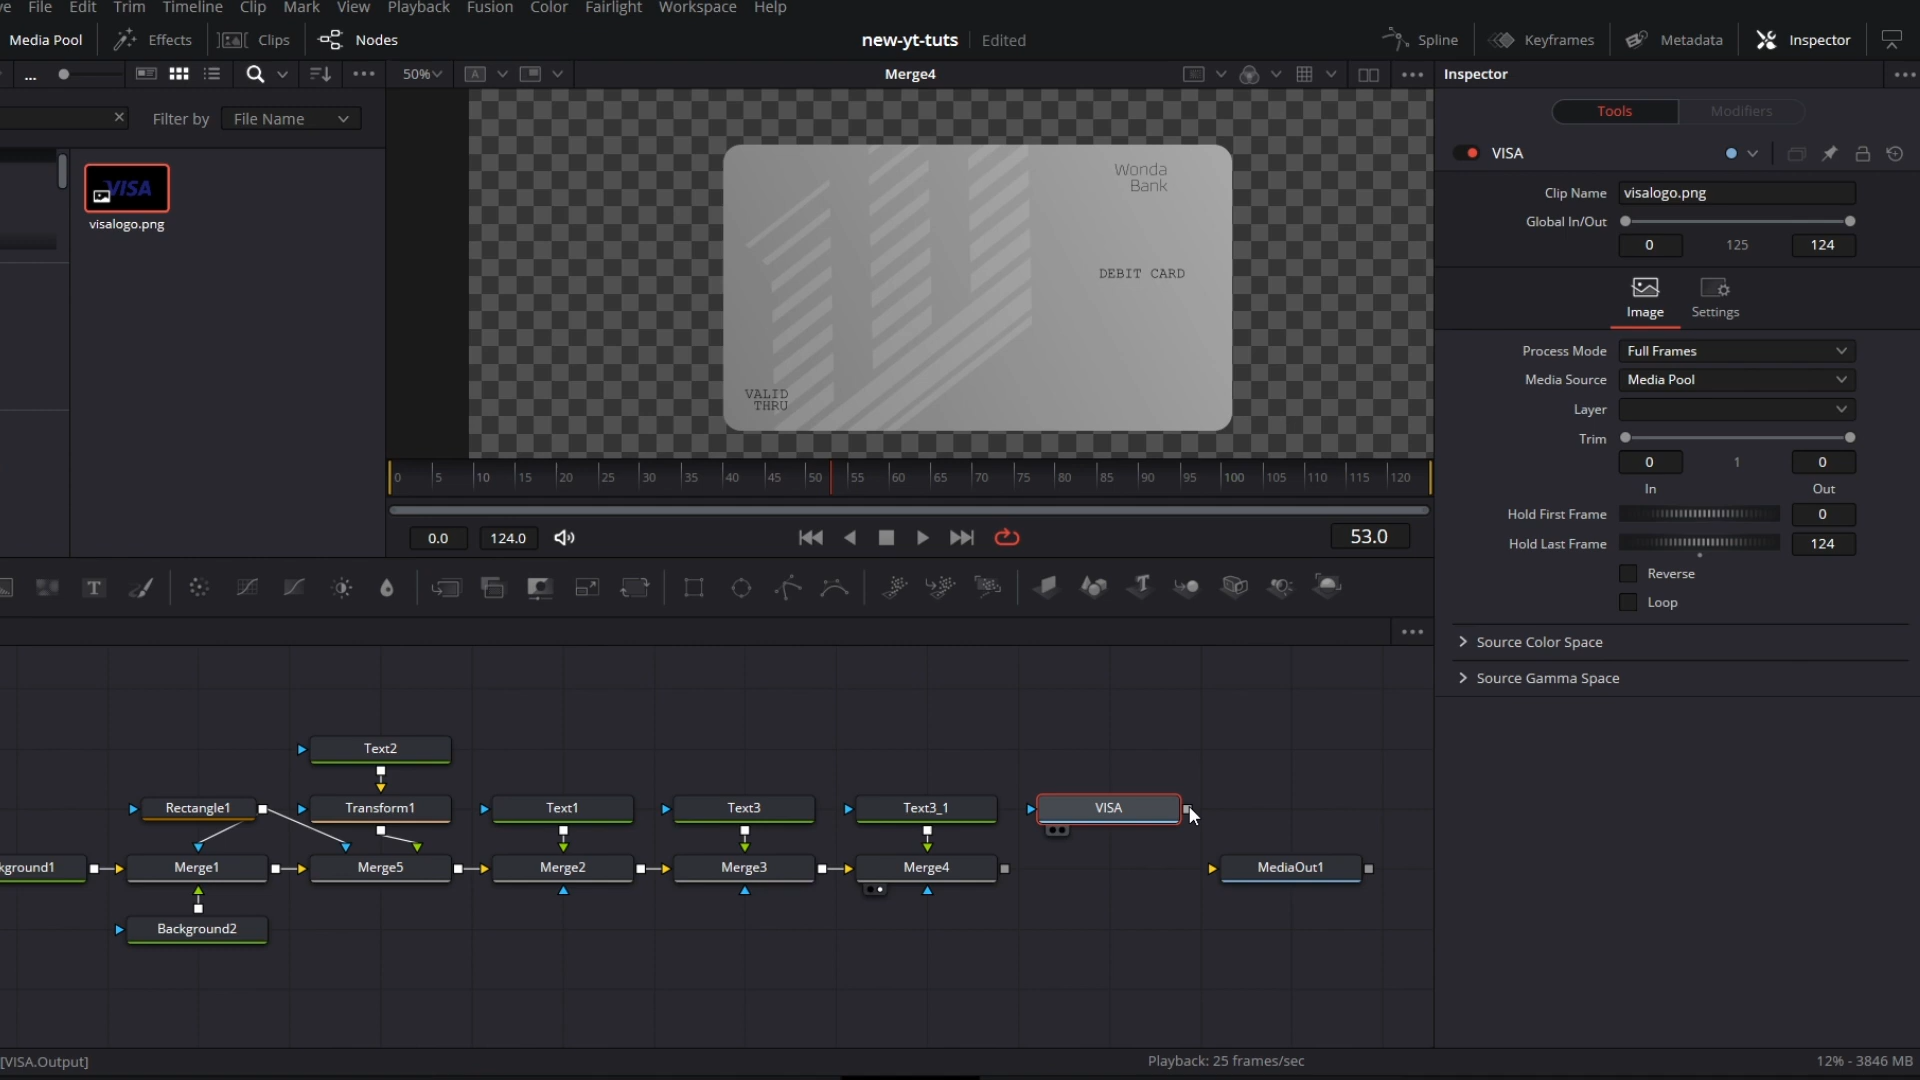 File Edit Trim Timeline Clip Mark View Playback Fusion Color Fairlight Workspace Help
Media Pool Effects Clips Nodes new-yt-tuts Edited Spline Keyframes Metadata Inspector
... 50% A Merge4 Inspector
Filter by File Name
Tools Modifiers
VISA
visalogo.png
Wonda
Bank
DEBIT CARD
VALID
THRU
VISA
Clip Name visalogo.png
Global In/Out
0 125 124
Image Settings
Process Mode Full Frames
Media Source Media Pool
Layer
Trim
0 1 0
In Out
Hold First Frame 0
Hold Last Frame 124
Reverse
Loop
Source Color Space
Source Gamma Space
0 5 10 15 20 25 30 35 40 45 50 55 60 65 70 75 80 85 90 95 100 105 110 115 120
0.0 124.0 53.0
T T
Text2
Rectangle1 Transform1 Text1 Text3 Text3_1 VISA
kground1 Merge1 Merge5 Merge2 Merge3 Merge4 MediaOut1
Background2
[VISA.Output] Playback: 25 frames/sec 12% - 3846 MB